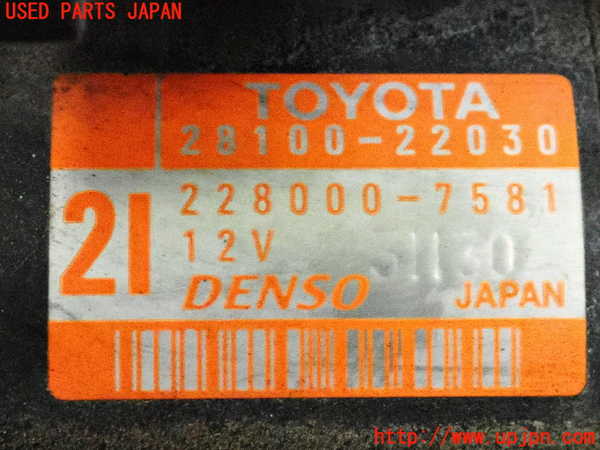 USED PARTS JAPAN
TOYOTA
28100-22030
21
228000-7581
12V
DENSO JAPAN
http://www.upjpn.com